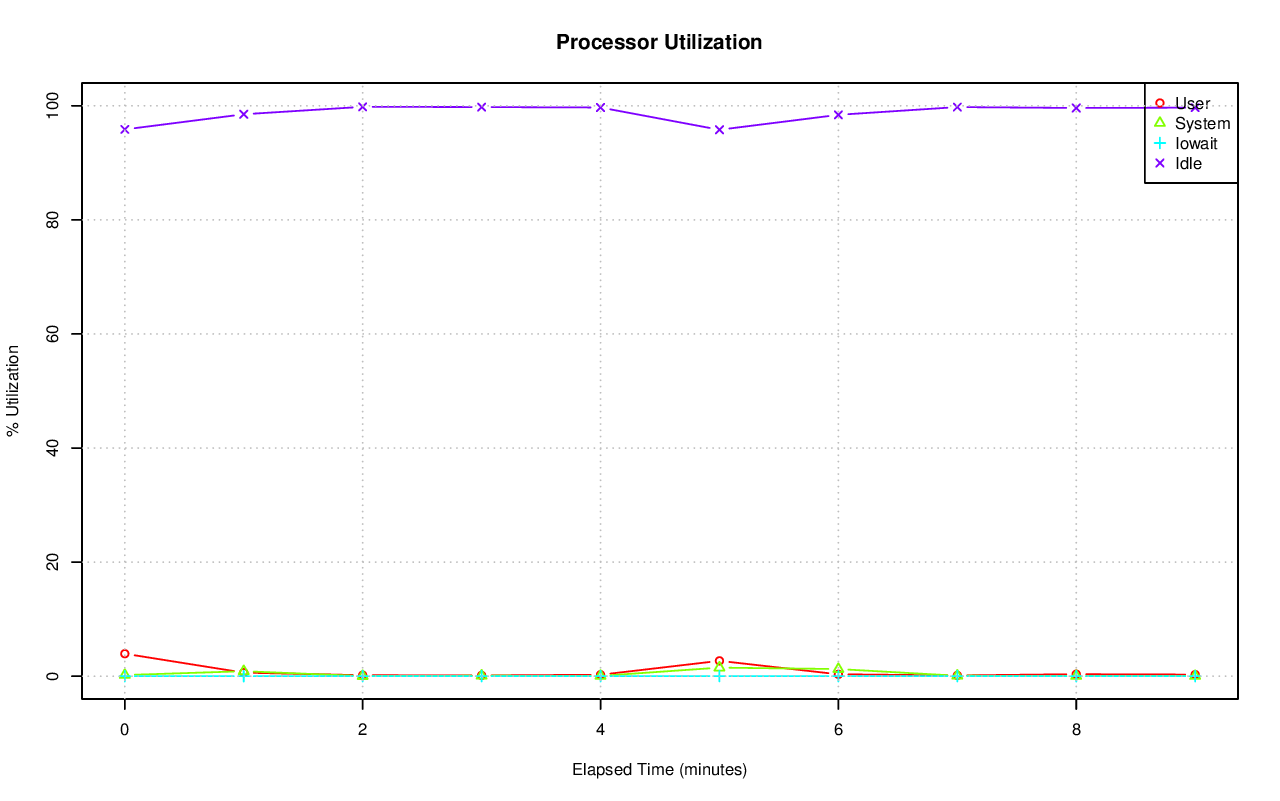 Processor Utilization
100
80
60
40
20
0
% Utilization
User
System
Iowait
Idle
0
2
4
6
8
Elapsed Time (minutes)